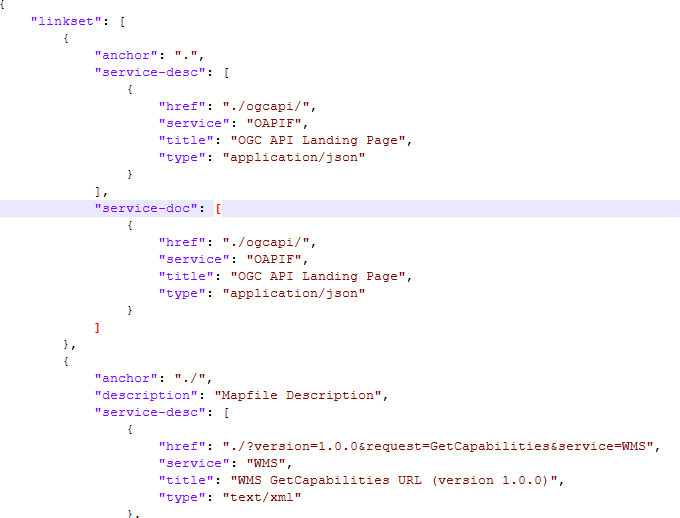 {
    "linkset": [
        {
            "anchor": ".",
            "service-desc": [
                {
                    "href": "./ogcapi/",
                    "service": "OAPIF",
                    "title": "OGC API Landing Page",
                    "type": "application/json"
                }
            ],
            "service-doc": [
                {
                    "href": "./ogcapi/",
                    "service": "OAPIF",
                    "title": "OGC API Landing Page",
                    "type": "application/json"
                }
            ]
        },
        {
            "anchor": "./",
            "description": "Mapfile Description",
            "service-desc": [
                {
                    "href": "./?version=1.0.0&request=GetCapabilities&service=WMS",
                    "service": "WMS",
                    "title": "WMS GetCapabilities URL (version 1.0.0)",
                    "type": "text/xml"
                },